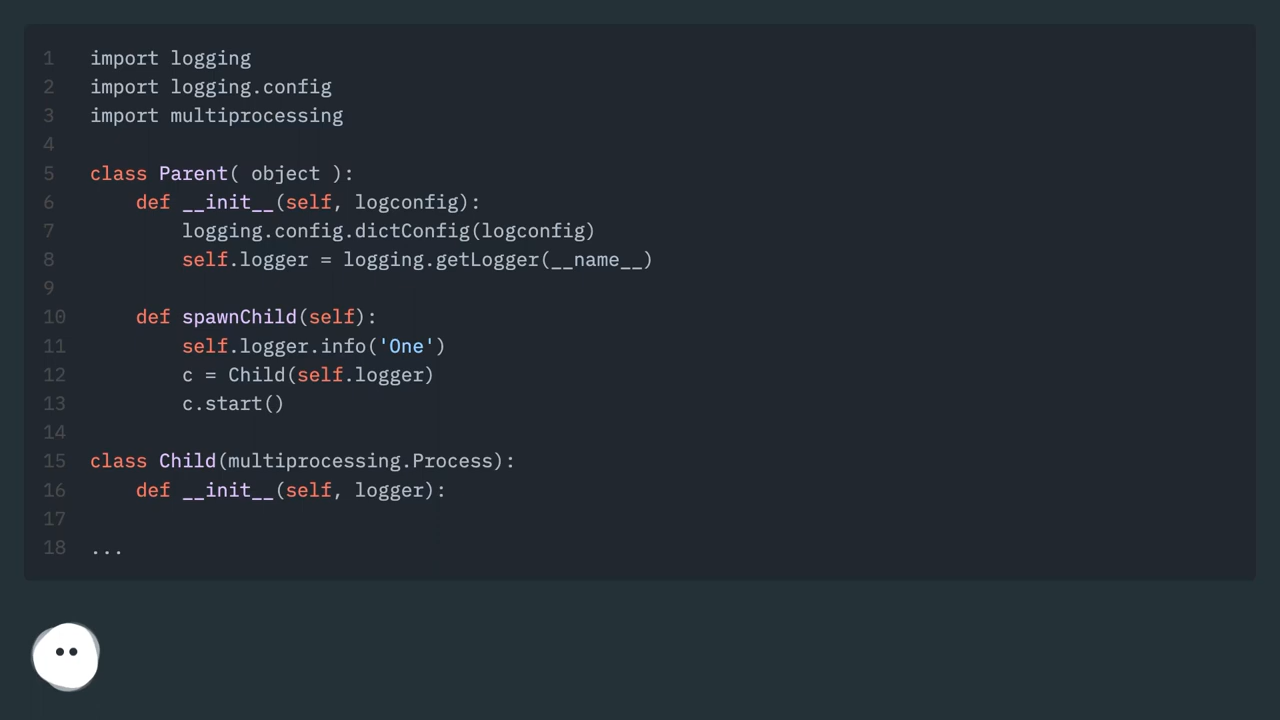 1 import logging
2 import logging.config
3 import multiprocessing
4
5 class Parent( object ):
6     def __init__(self, logconfig):
7         logging.config.dictConfig(logconfig)
8         self.logger = logging.getLogger(__name__)
9
10     def spawnChild(self):
11         self.logger.info('One')
12         c = Child(self.logger)
13         c.start()
14
15 class Child(multiprocessing.Process):
16     def __init__(self, logger):
17
18 ...